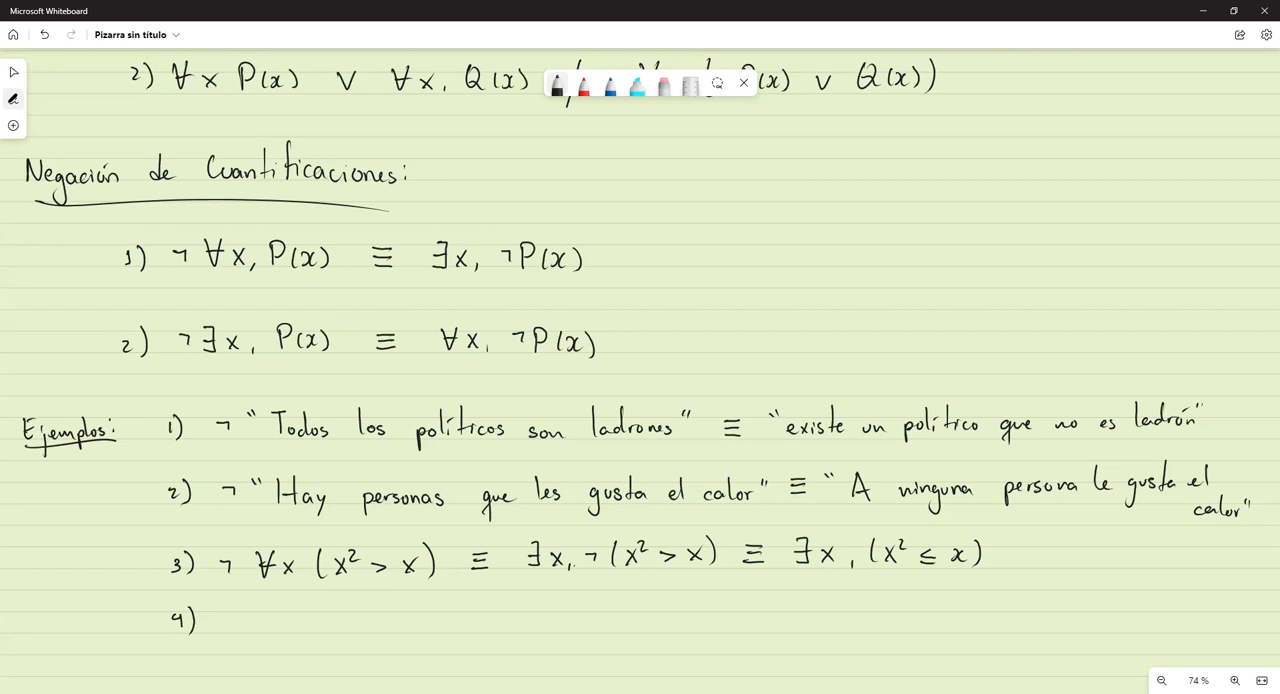 Microsoft Whiteboard
Pizarra sin título
2) ∀x P(x) ∨ ∀x, Q(x) (x) ∨ Q(x))
Negación de Cuantificaciones:
1) ¬∀x, P(x) ≡ ∃x, ¬P(x)
2) ¬∃x, P(x) ≡ ∀x, ¬P(x)
Ejemplos: 1) ¬ "Todos los políticos son ladrones" ≡ "existe un político que no es ladrón"
2) ¬ "Hay personas que les gusta el calor" ≡ "A ninguna persona le gusta el
calor"
3) ¬ ∀x (x² > x) ≡ ∃x, ¬(x² > x) ≡ ∃x, (x² ≤ x)
4)
74 %